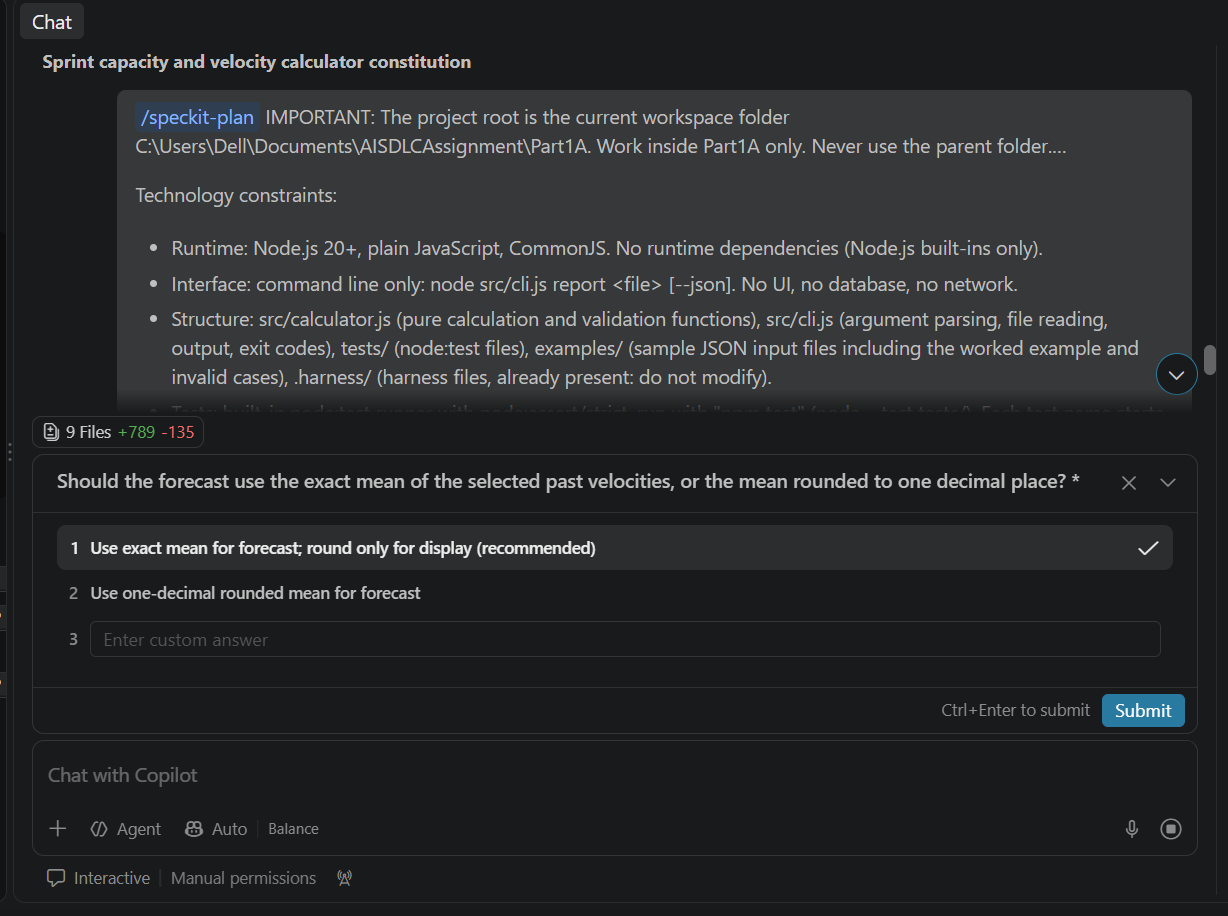 Chat
Sprint capacity and velocity calculator constitution
/speckit-plan IMPORTANT: The project root is the current workspace folder
C:\Users\Dell\Documents\AISDLCAssignment\Part1A. Work inside Part1A only. Never use the parent folder....
Technology constraints:
• Runtime: Node.js 20+, plain JavaScript, CommonJS. No runtime dependencies (Node.js built-ins only).
• Interface: command line only: node src/cli.js report <file> [--json]. No UI, no database, no network.
• Structure: src/calculator.js (pure calculation and validation functions), src/cli.js (argument parsing, file reading,
output, exit codes), tests/ (node:test files), examples/ (sample JSON input files including the worked example and
invalid cases), .harness/ (harness files, already present: do not modify).
9 Files +789 -135
Should the forecast use the exact mean of the selected past velocities, or the mean rounded to one decimal place? *
1 Use exact mean for forecast; round only for display (recommended)
2 Use one-decimal rounded mean for forecast
3 Enter custom answer
Ctrl+Enter to submit Submit
Chat with Copilot
Agent Auto Balance
Interactive Manual permissions